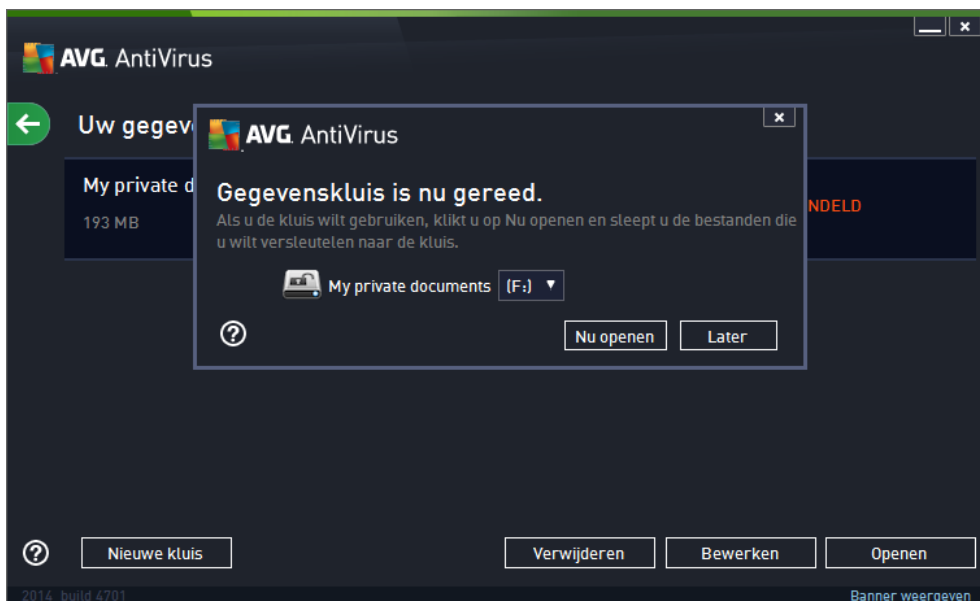 AVG. AntiVirus
Uw gegev
My private d
193 MB
NDELD
AVG. AntiVirus
Gegevenskluis is nu gereed.
Als u de kluis wilt gebruiken, klikt u op Nu openen en sleept u de bestanden die
u wilt versleutelen naar de kluis.
My private documents (F:)
Nu openen
Later
Nieuwe kluis
Verwijderen
Bewerken
Openen
2014 build 4701
Banner weergeven